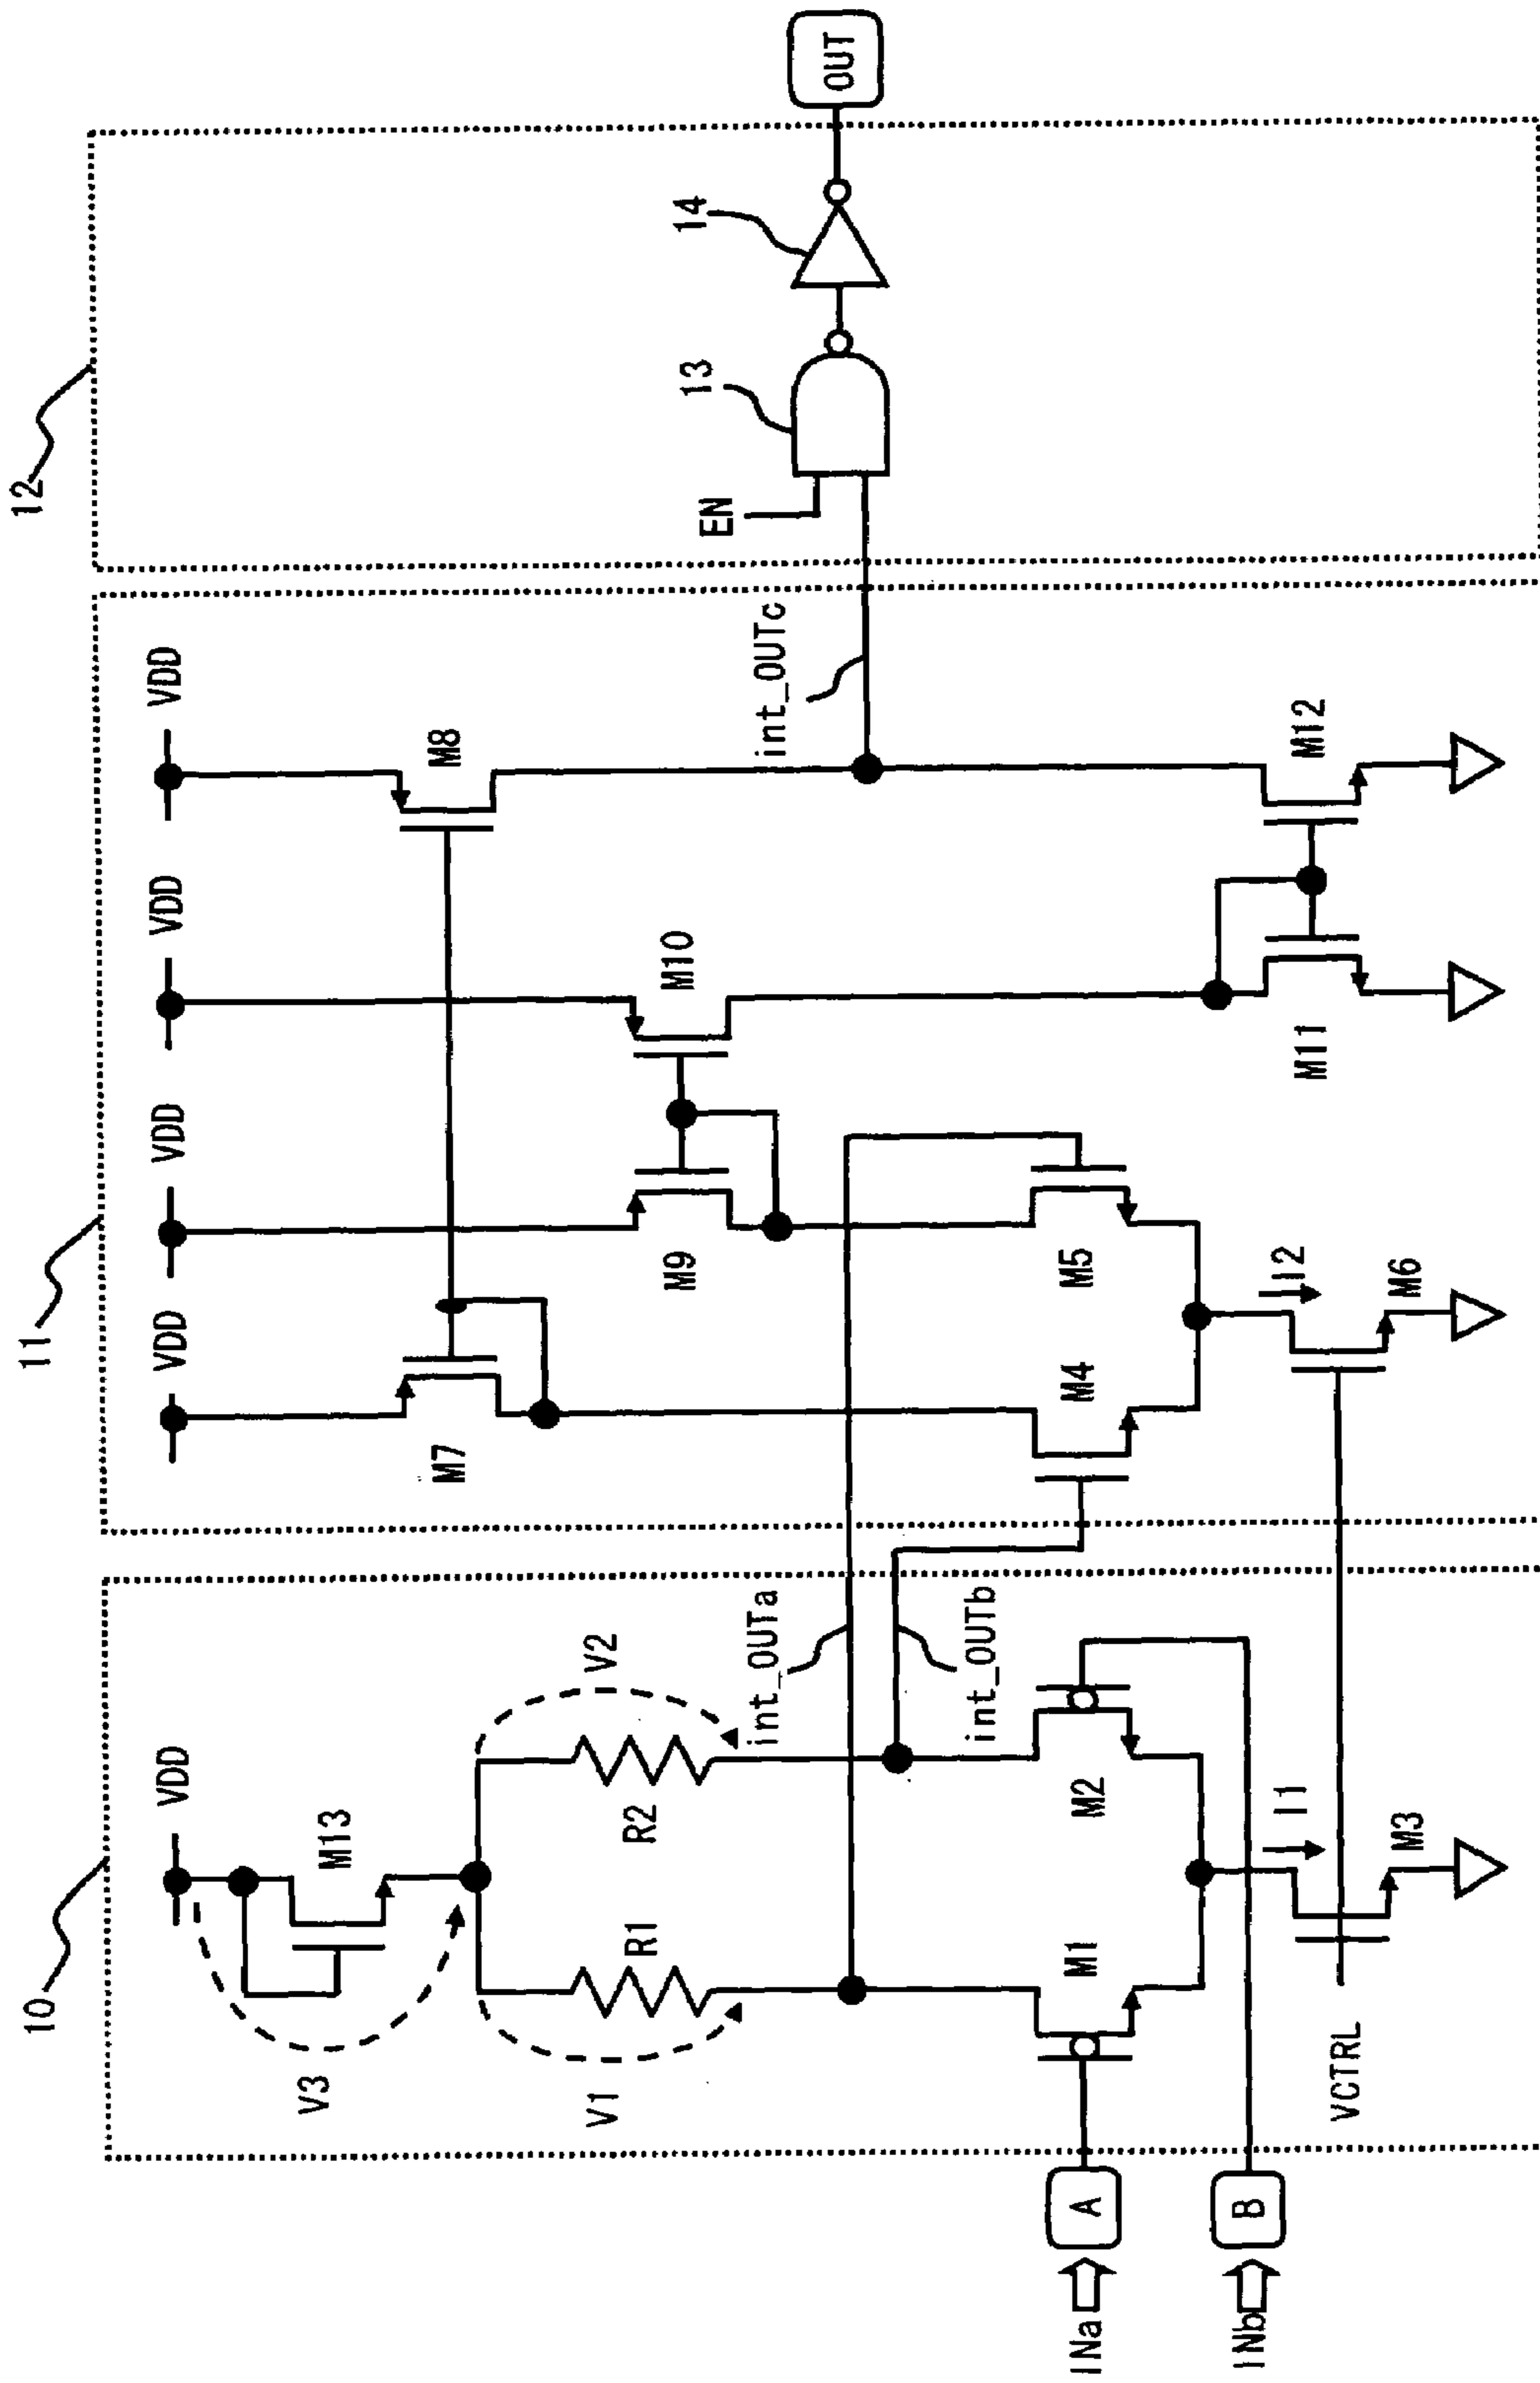 10
11
12
VDD
VDD
VDD
VDD
VDD
V3
M13
M7
M8
M9
M10
V1
R1
R2
V2
int_OUTa
int_OUTb
int_OUTc
EN
13
14
OUT
INa
A
M1
M2
M4
M5
INb
B
I1
I2
VCTRL
M3
M6
M11
M12